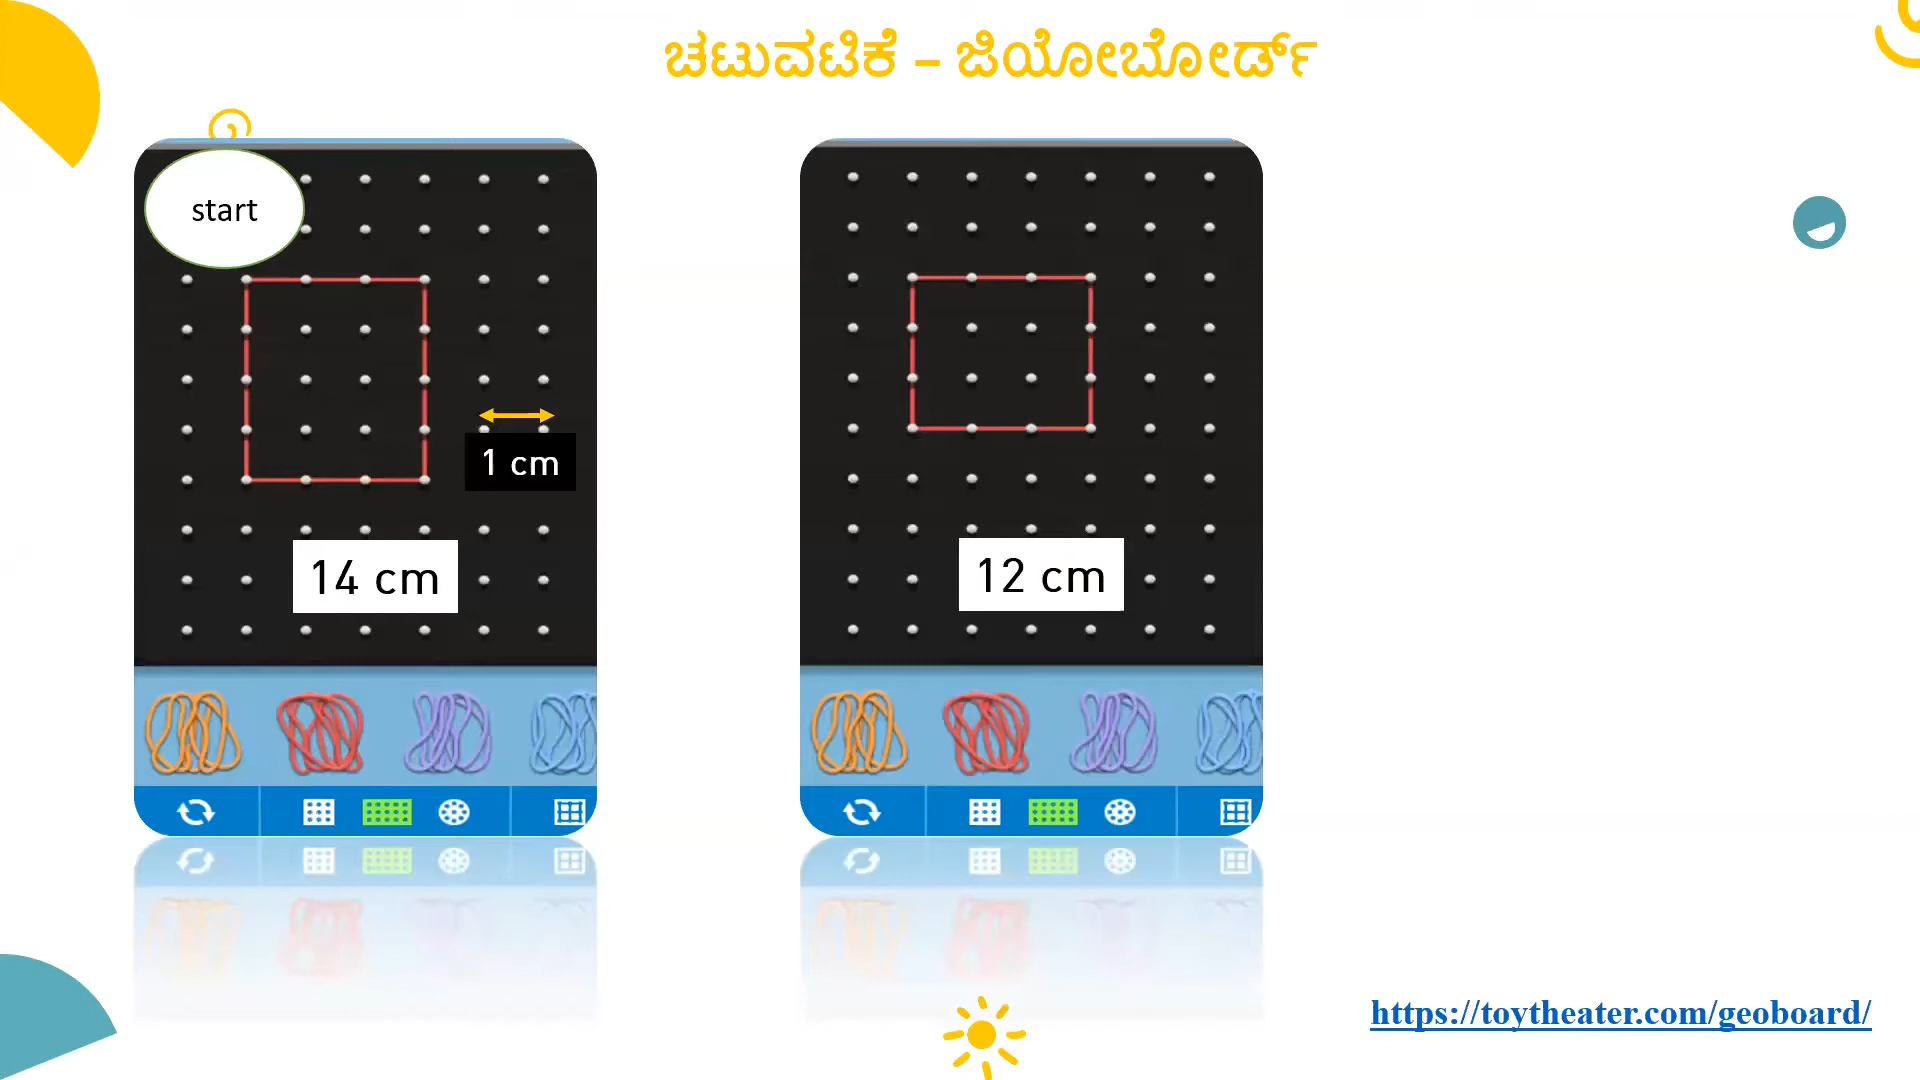 ಚಟುವಟಿಕೆ – ಜಿಯೋಬೋರ್ಡ್
start
1 cm
14 cm
12 cm
https://toytheater.com/geoboard/